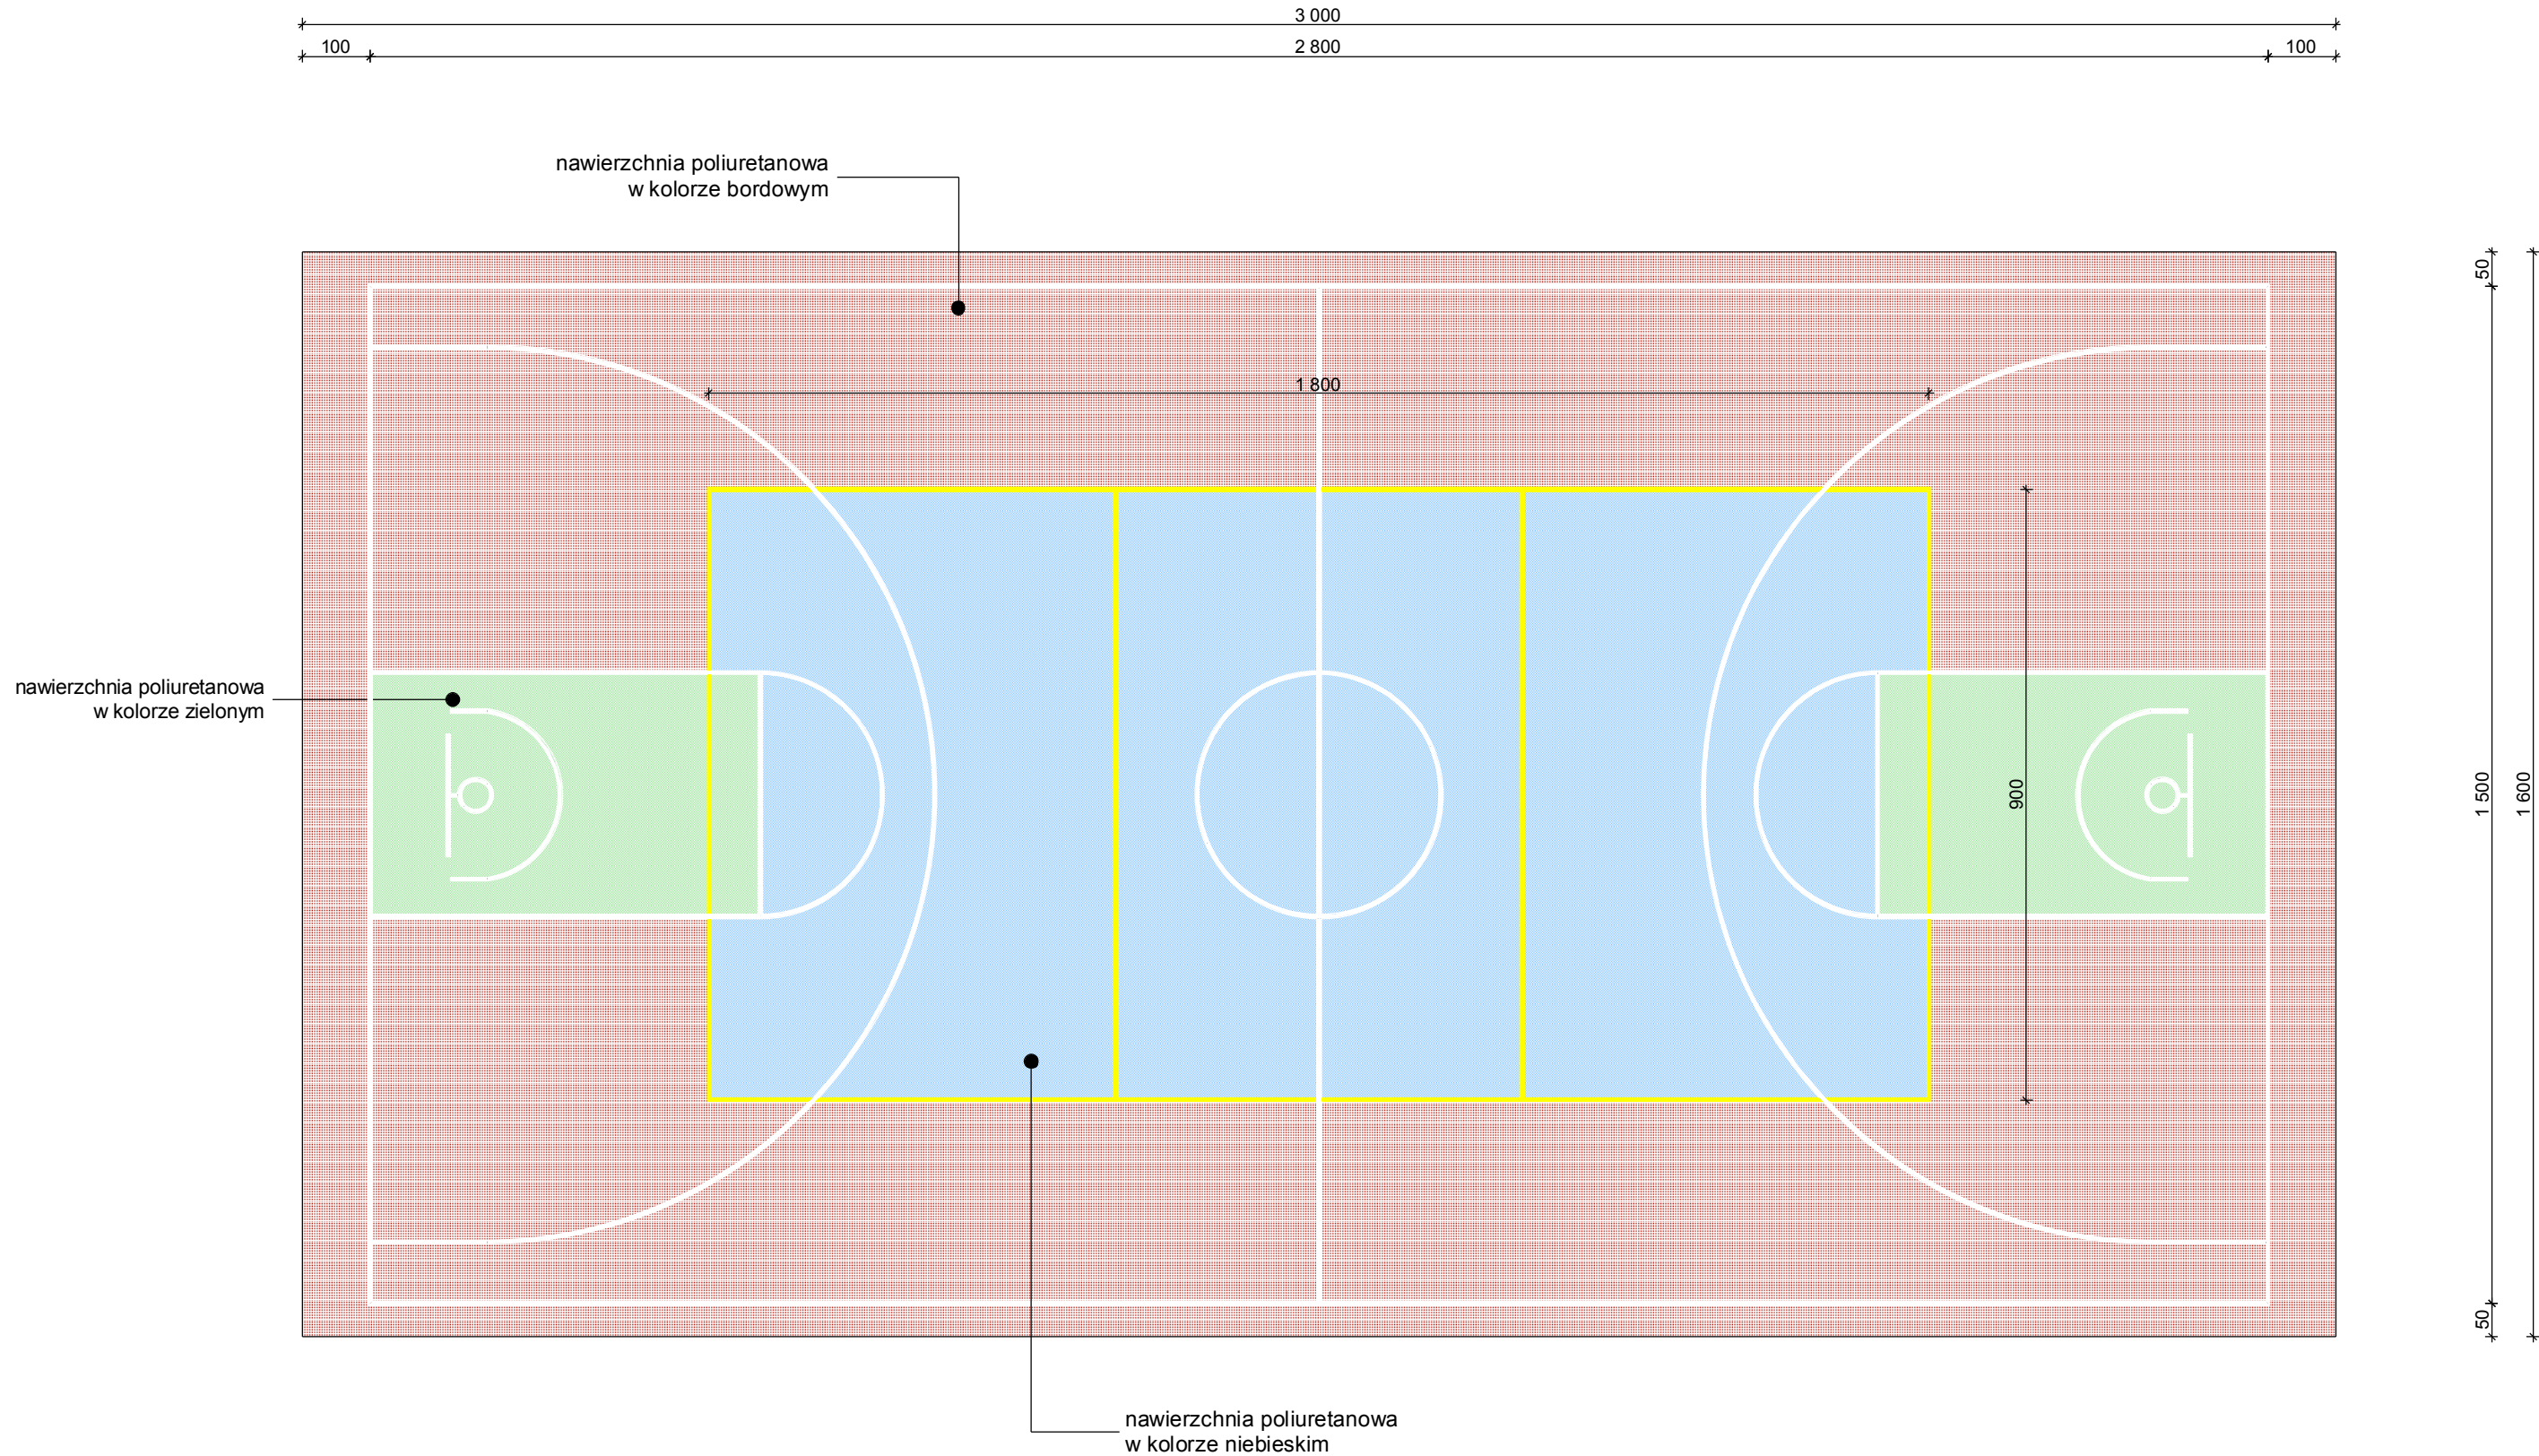 3 000
100
2 800
100
nawierzchnia poliuretanowa
w kolorze bordowym
50
1 800
nawierzchnia poliuretanowa
w kolorze zielonym
900
1 500
1 600
50
nawierzchnia poliuretanowa
w kolorze niebieskim